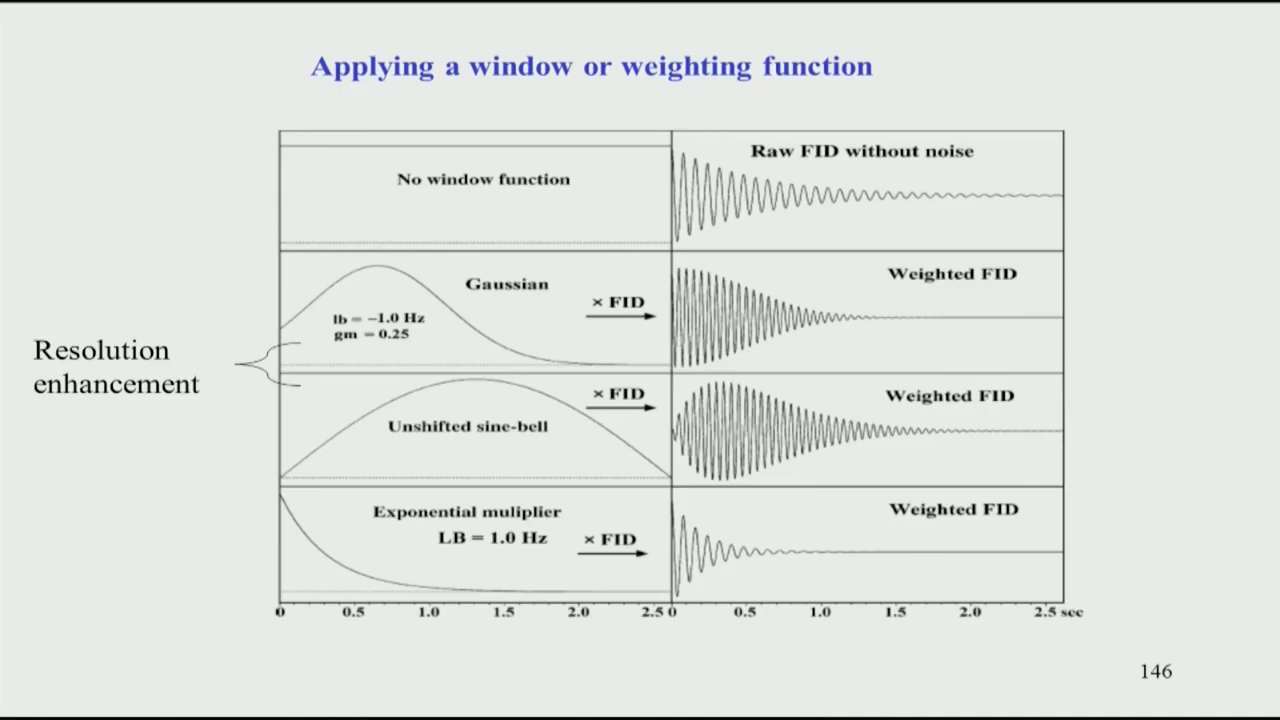 Applying a window or weighting function
No window function
Raw FID without noise
Gaussian
× FID
Weighted FID
lb = −1.0 Hz
gm = 0.25
Resolution
enhancement
× FID
Weighted FID
Unshifted sine-bell
Exponential muliplier
LB = 1.0 Hz
× FID
Weighted FID
0 0.5 1.0 1.5 2.0 2.5 0 0.5 1.0 1.5 2.0 2.5 sec
146